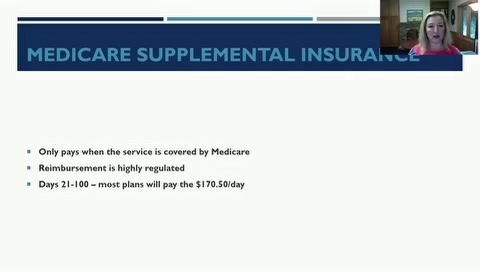 MEDICARE SUPPLEMENTAL INSURANCE
Only pays when the service is covered by Medicare
Reimbursement is highly regulated
Days 21-100 – most plans will pay the $170.50/day